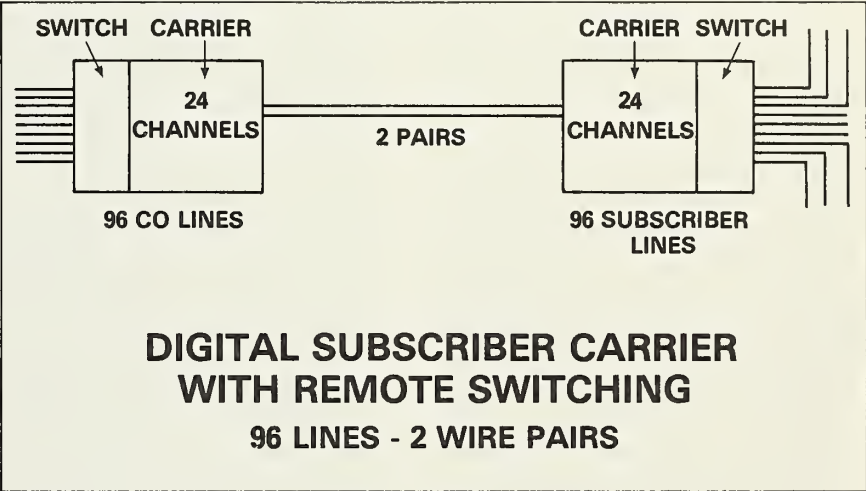 SWITCH CARRIER
CARRIER SWITCH
24
CHANNELS
24
CHANNELS
2 PAIRS
96 CO LINES
96 SUBSCRIBER
LINES
DIGITAL SUBSCRIBER CARRIER
WITH REMOTE SWITCHING
96 LINES - 2 WIRE PAIRS